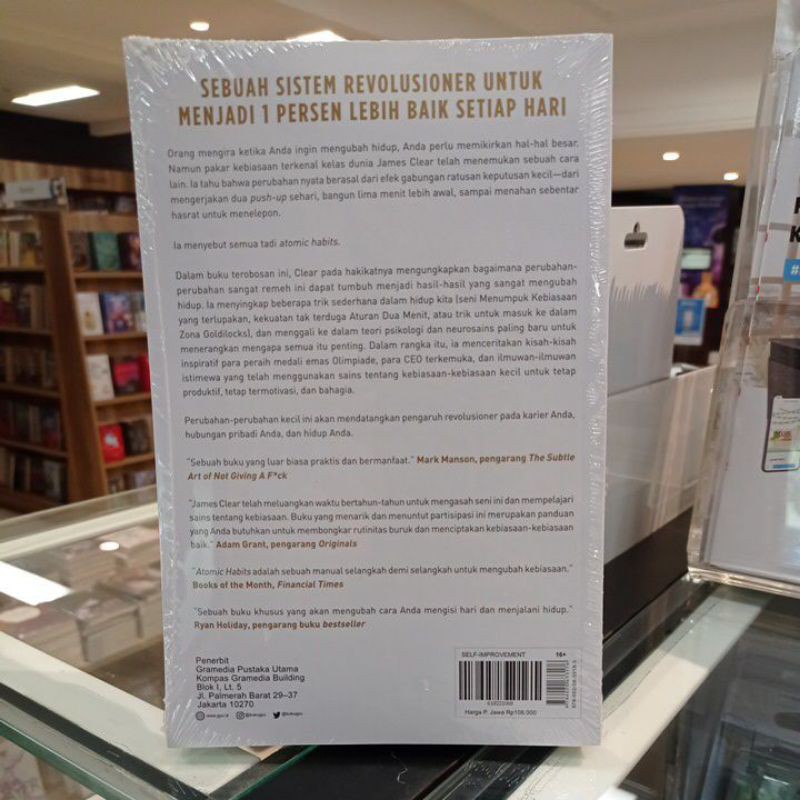 SEBUAH SISTEM REVOLUSIONER UNTUK
MENJADI 1 PERSEN LEBIH BAIK SETIAP HARI
Orang mengira ketika Anda ingin mengubah hidup, Anda perlu memikirkan hal-hal besar.
Namun pakar kebiasaan terkenal kelas dunia James Clear telah menemukan sebuah cara
lain. Ia tahu bahwa perubahan nyata berasal dari efek gabungan ratusan keputusan kecil—dari
mengerjakan dua push-up sehari, bangun lima menit lebih awal, sampai menahan sebentar
hasrat untuk menelepon.
Ia menyebut semua tadi atomic habits.
Dalam buku terobosan ini, Clear pada hakikatnya mengungkapkan bagaimana perubahan-
perubahan sangat remeh ini dapat tumbuh menjadi hasil-hasil yang sangat mengubah
hidup. Ia menyingkap beberapa trik sederhana dalam hidup kita (seni Menumpuk Kebiasaan
yang terlupakan, kekuatan tak terduga Aturan Dua Menit, atau trik untuk masuk ke dalam
Zona Goldilocks), dan menggali ke dalam teori psikologi dan neurosains paling baru untuk
menerangkan mengapa semua itu penting. Dalam rangka itu, ia menceritakan kisah-kisah
inspiratif para peraih medali emas Olimpiade, para CEO terkemuka, dan ilmuwan-ilmuwan
istimewa yang telah menggunakan sains tentang kebiasaan-kebiasaan kecil untuk tetap
produktif, tetap termotivasi, dan bahagia.
Perubahan-perubahan kecil ini akan mendatangkan pengaruh revolusioner pada karier Anda,
hubungan pribadi Anda, dan hidup Anda.
"Sebuah buku yang luar biasa praktis dan bermanfaat." Mark Manson, pengarang The Subtle
Art of Not Giving A F*ck
"James Clear telah meluangkan waktu bertahun-tahun untuk mengasah seni ini dan mempelajari
sains tentang kebiasaan. Buku yang menarik dan menuntut partisipasi ini merupakan panduan
yang Anda butuhkan untuk membongkar rutinitas buruk dan menciptakan kebiasaan-kebiasaan
baik." Adam Grant, pengarang Originals
"Atomic Habits adalah sebuah manual selangkah demi selangkah untuk mengubah kebiasaan."
Books of the Month, Financial Times
"Sebuah buku khusus yang akan mengubah cara Anda mengisi hari dan menjalani hidup."
Ryan Holiday, pengarang buku bestseller
Penerbit
Gramedia Pustaka Utama
Kompas Gramedia Building
Blok I, Lt. 5
Jl. Palmerah Barat 29–37
Jakarta 10270
www.gpu.id @bukugpu @bukugpu
SELF-IMPROVEMENT 16+
Harga P. Jawa Rp108.000